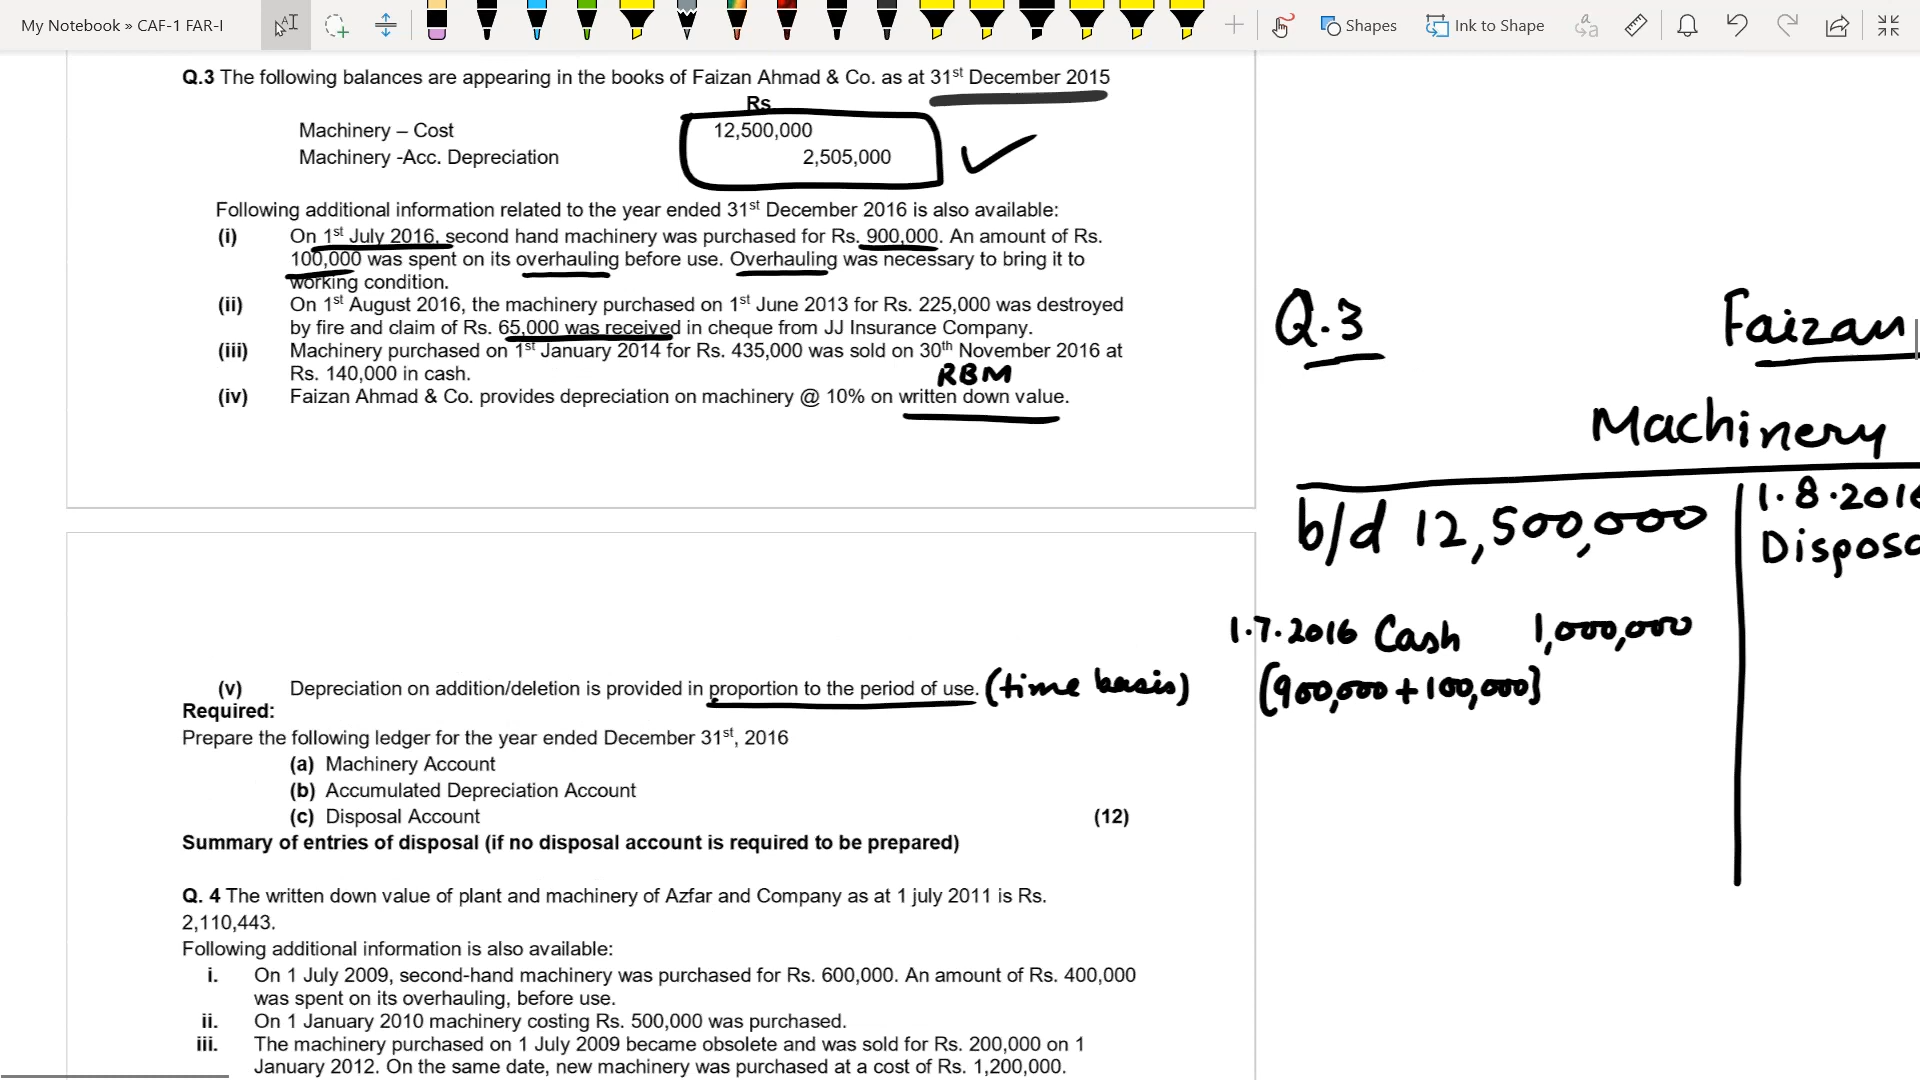 My Notebook » CAF-1 FAR-I
Shapes
Ink to Shape
Q.3 The following balances are appearing in the books of Faizan Ahmad & Co. as at 31st December 2015
Rs
Machinery – Cost 12,500,000
Machinery -Acc. Depreciation 2,505,000
Following additional information related to the year ended 31st December 2016 is also available:
(i) On 1st July 2016, second hand machinery was purchased for Rs. 900,000. An amount of Rs.
100,000 was spent on its overhauling before use. Overhauling was necessary to bring it to
working condition.
(ii) On 1st August 2016, the machinery purchased on 1st June 2013 for Rs. 225,000 was destroyed
by fire and claim of Rs. 65,000 was received in cheque from JJ Insurance Company.
(iii) Machinery purchased on 1st January 2014 for Rs. 435,000 was sold on 30th November 2016 at
Rs. 140,000 in cash.
RBM
(iv) Faizan Ahmad & Co. provides depreciation on machinery @ 10% on written down value.
(v) Depreciation on addition/deletion is provided in proportion to the period of use. (time basis)
Required:
Prepare the following ledger for the year ended December 31st, 2016
(a) Machinery Account
(b) Accumulated Depreciation Account
(c) Disposal Account (12)
Summary of entries of disposal (if no disposal account is required to be prepared)
Q. 4 The written down value of plant and machinery of Azfar and Company as at 1 july 2011 is Rs.
2,110,443.
Following additional information is also available:
i. On 1 July 2009, second-hand machinery was purchased for Rs. 600,000. An amount of Rs. 400,000
was spent on its overhauling, before use.
ii. On 1 January 2010 machinery costing Rs. 500,000 was purchased.
iii. The machinery purchased on 1 July 2009 became obsolete and was sold for Rs. 200,000 on 1
January 2012. On the same date, new machinery was purchased at a cost of Rs. 1,200,000.
Q.3 Faizan
Machinery
b/d 12,500,000
1.8.2016
Dispos
1.7.2016 Cash 1,000,000
(900,000 + 100,000)